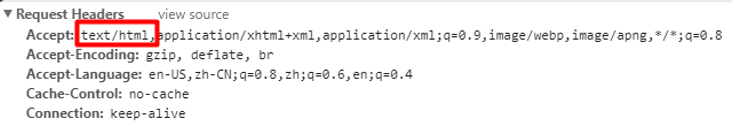 Request Headers view source
Accept: text/html,application/xhtml+xml,application/xml;q=0.9,image/webp,image/apng,*/*;q=0.8
Accept-Encoding: gzip, deflate, br
Accept-Language: en-US,zh-CN;q=0.8,zh;q=0.6,en;q=0.4
Cache-Control: no-cache
Connection: keep-alive